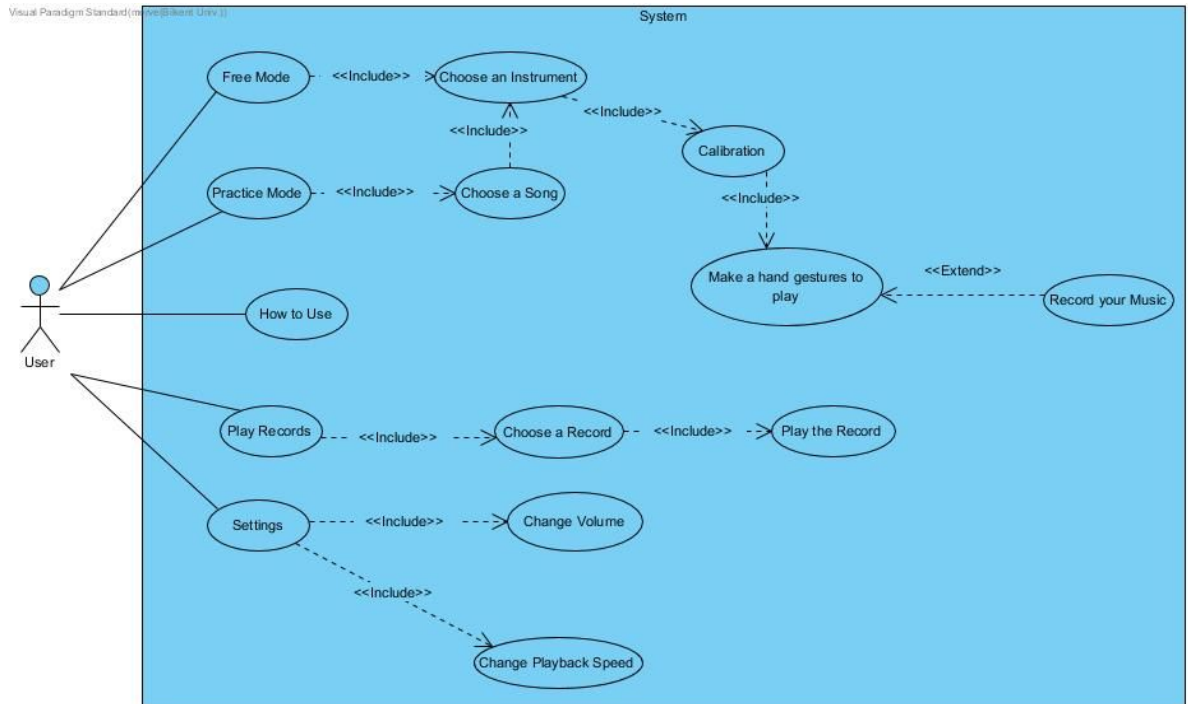 Visual Paradigm Standard
System
Free Mode
<<Include>>
Choose an Instrument
<<Include>>
<<Include>>
Calibration
Practice Mode
<<Include>>
Choose a Song
<<Include>>
Make a hand gestures to
play
<<Extend>>
Record your Music
How to Use
User
Play Records
<<Include>>
Choose a Record
<<Include>>
Play the Record
Settings
<<Include>>
Change Volume
<<Include>>
Change Playback Speed